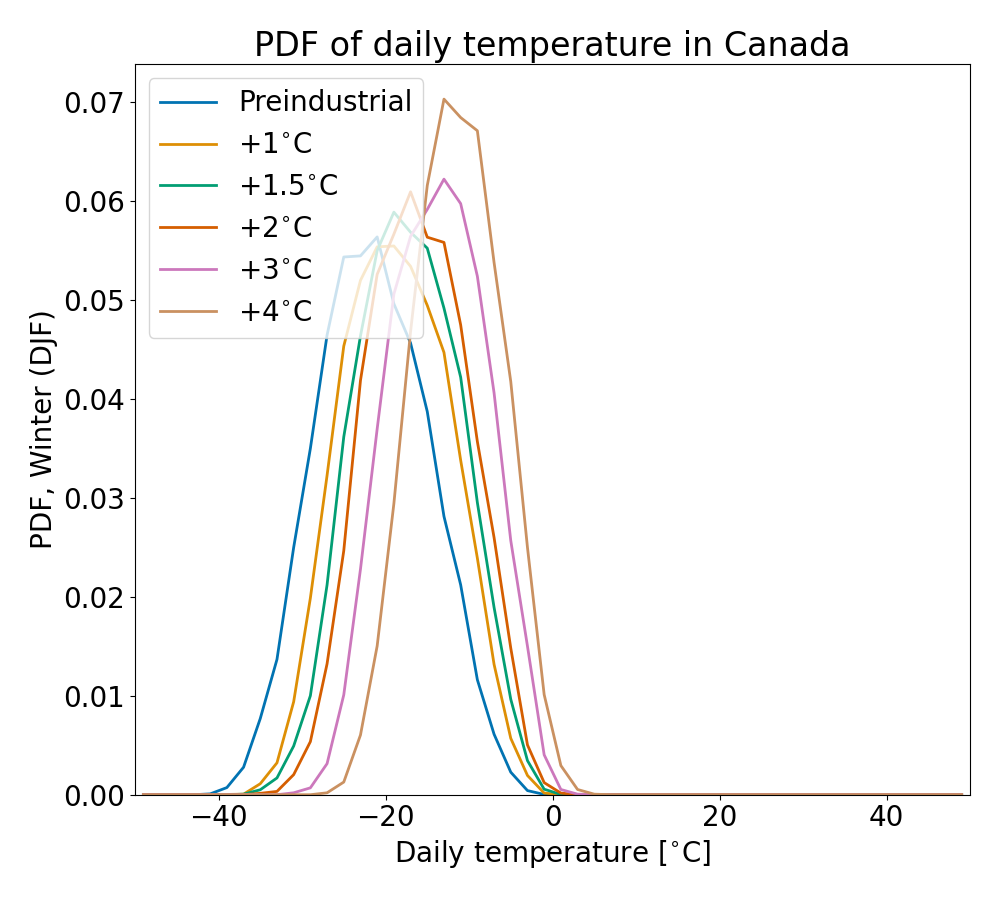 PDF of daily temperature in Canada
Preindustrial
+1°C
+1.5°C
+2°C
+3°C
+4°C
PDF, Winter (DJF)
0.07
0.06
0.05
0.04
0.03
0.02
0.01
0.00
−40 −20 0 20 40
Daily temperature [°C]